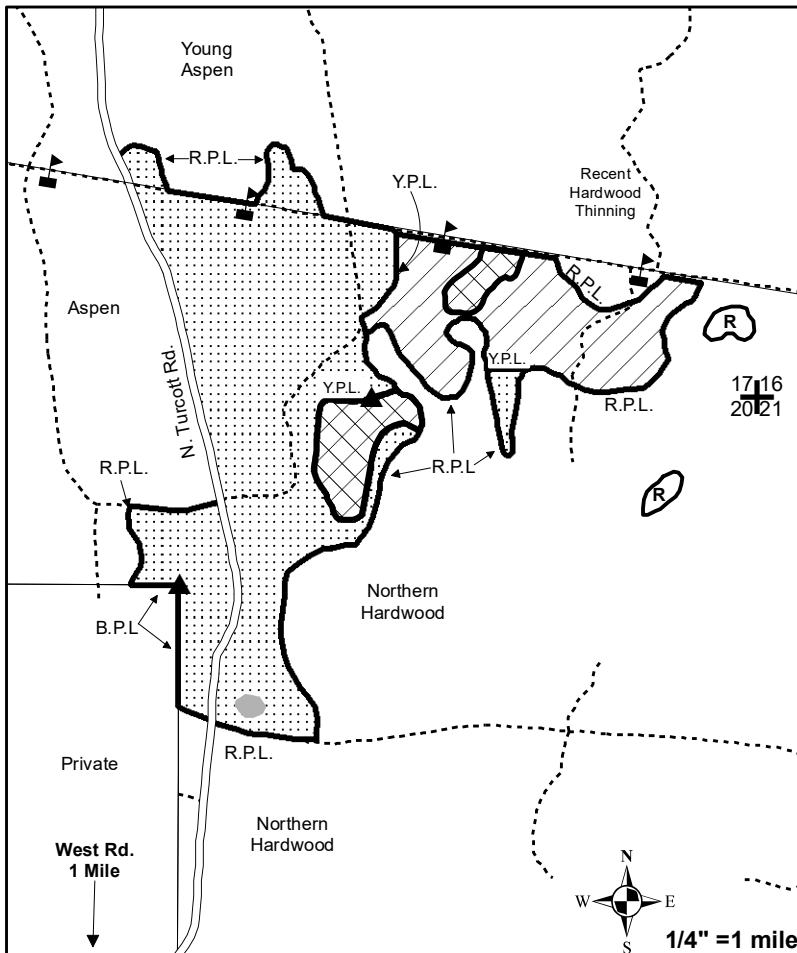 Young
Aspen
R.P.L.
Y.P.L.
Recent
Hardwood
Thinning
R.P.L.
Aspen
R
N. Turcott Rd.
Y.P.L.
Y.P.L.
R.P.L.
17 16
20 21
R.P.L.
R.P.L
R
Northern
Hardwood
B.P.L
R.P.L.
Private
Northern
Hardwood
West Rd.
1 Mile
N
W
E
S
1/4" =1 mile